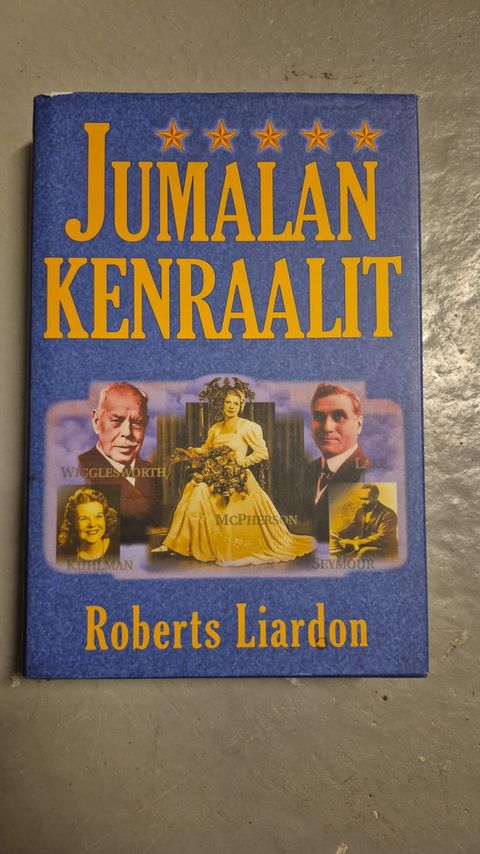 JUMALAN
KENRAALIT
WIGGLESWORTH
LAKE
MCPHERSON
KUHLMAN
SEYMOUR
Roberts Liardon